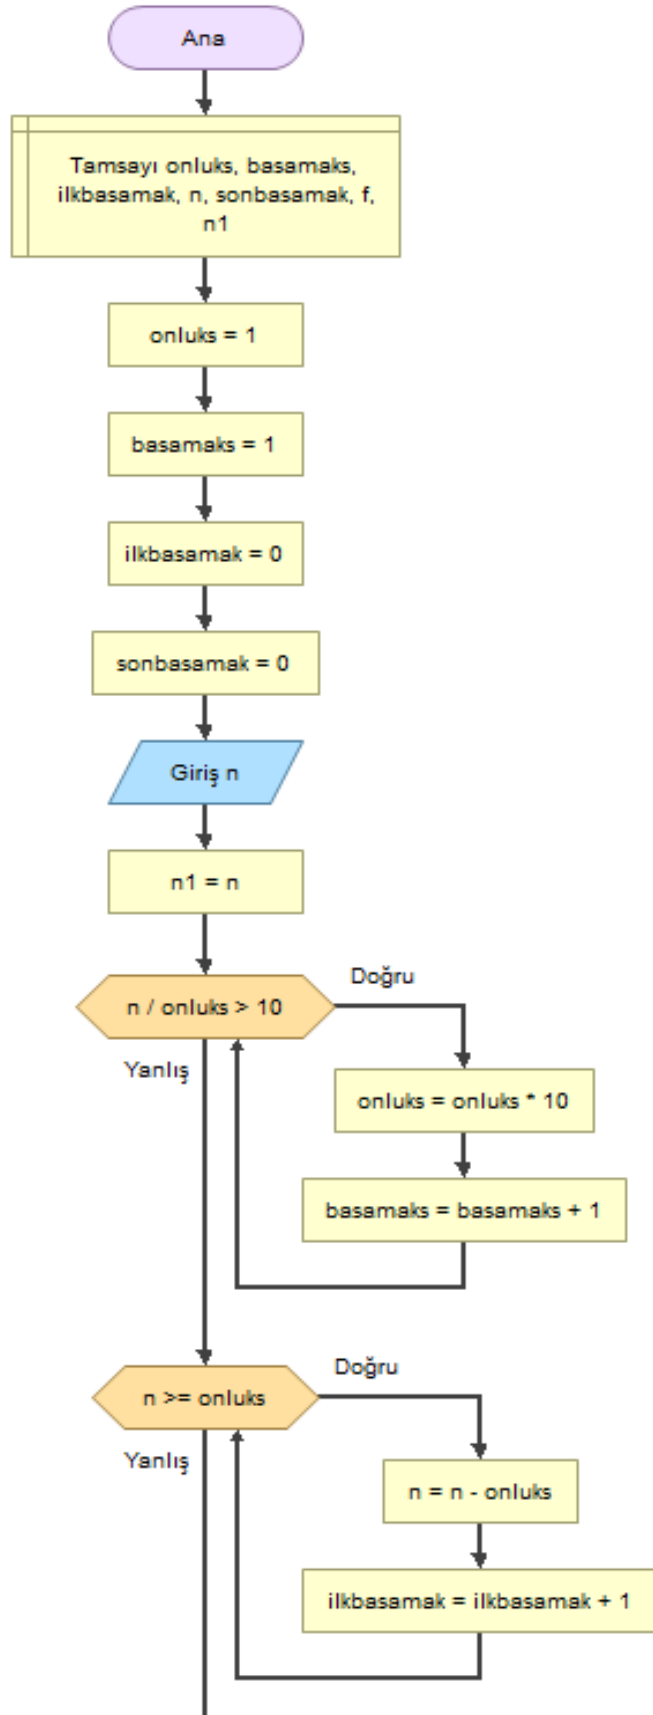 Ana
Tamsayı onluks, basamaks,
ilkbasamak, n, sonbasamak, f,
n1
onluks = 1
basamaks = 1
ilkbasamak = 0
sonbasamak = 0
Giriş n
n1 = n
n / onluks > 10
Doğru
Yanlış
onluks = onluks * 10
basamaks = basamaks + 1
n >= onluks
Doğru
Yanlış
n = n - onluks
ilkbasamak = ilkbasamak + 1